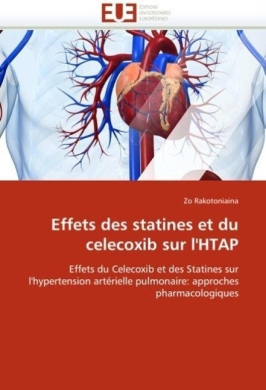 EUE
EDITIONS
UNIVERSITAIRES
EUROPEENNES
Zo Rakotoniaina
Effets des statines et du
celecoxib sur l'HTAP
Effets du Celecoxib et des Statines sur
l'hypertension artérielle pulmonaire: approches
pharmacologiques